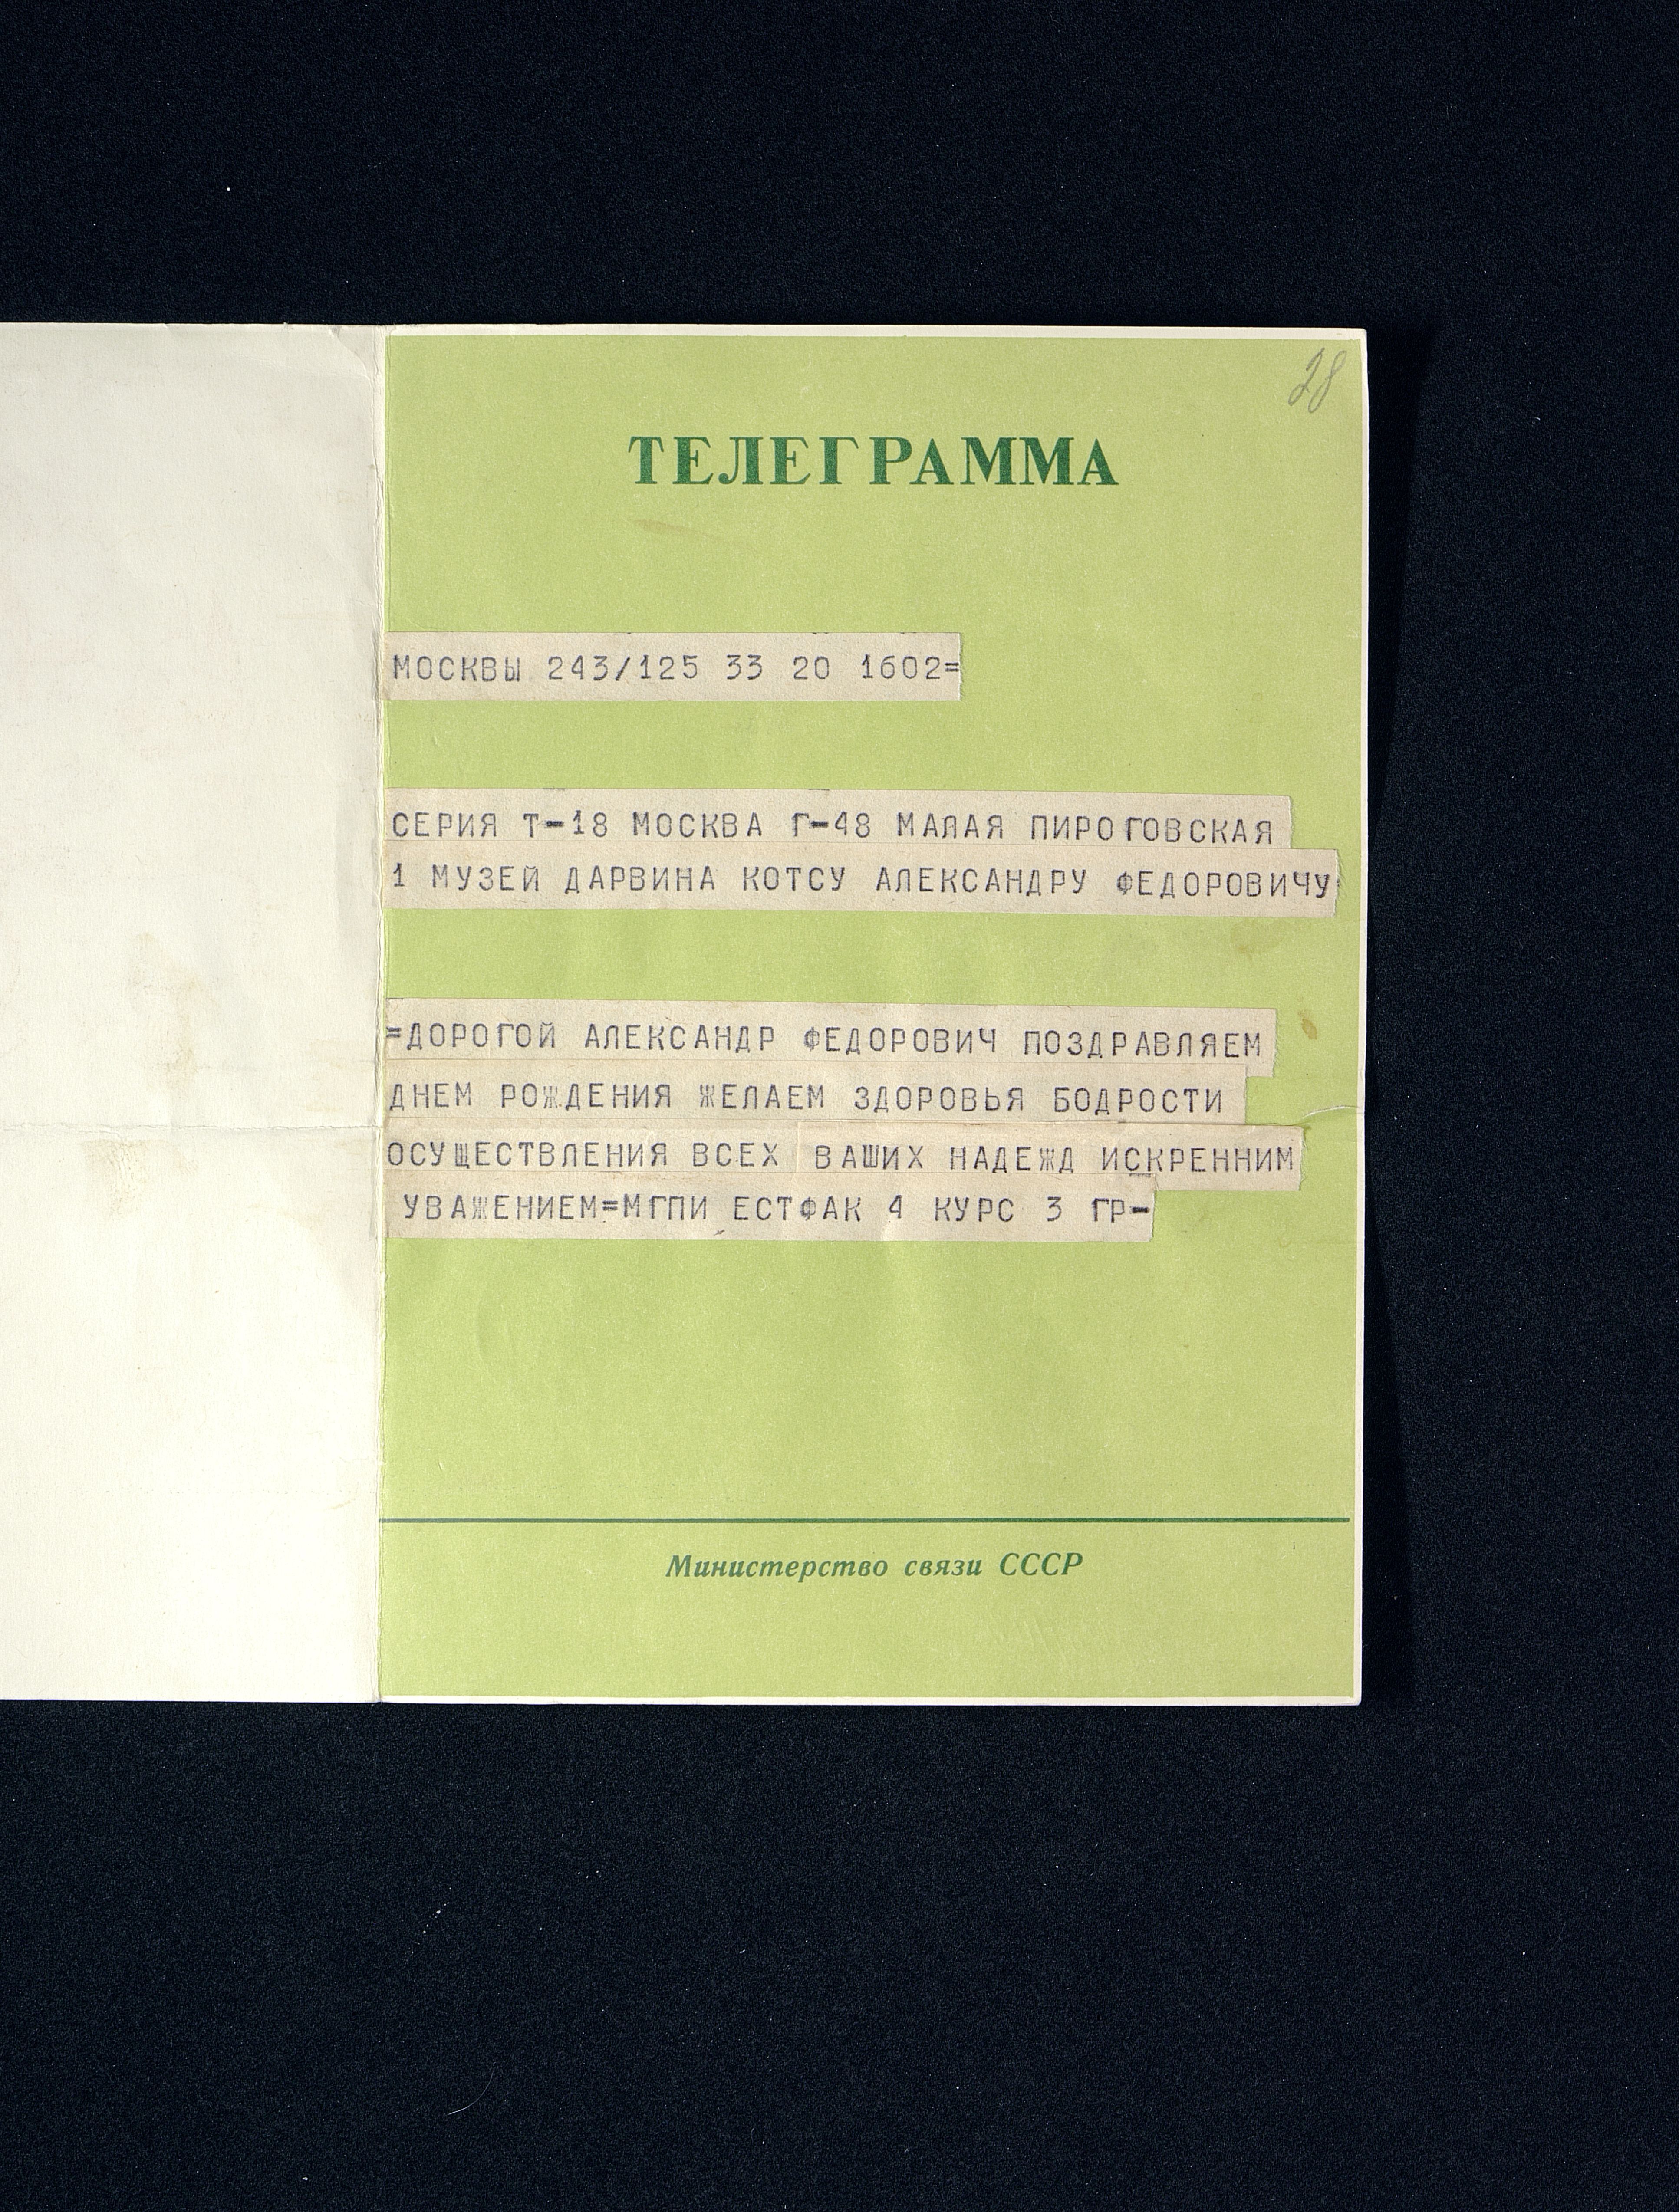 28
ТЕЛЕГРАММА
МОСКВЫ 243/125 33 20 1602=
СЕРИЯ Т-18 МОСКВА Г-48 МАЛАЯ ПИРОГОВСКАЯ
1 МУЗЕЙ ДАРВИНА КОТСУ АЛЕКСАНДРУ ФЕДОРОВИЧУ
=ДОРОГОЙ АЛЕКСАНДР ФЕДОРОВИЧ ПОЗДРАВЛЯЕМ
ДНЕМ РОЖДЕНИЯ ЖЕЛАЕМ ЗДОРОВЬЯ БОДРОСТИ
ОСУЩЕСТВЛЕНИЯ ВСЕХ ВАШИХ НАДЕЖД ИСКРЕННИМ
УВАЖЕНИЕМ=МГПИ ЕСТФАК 4 КУРС 3 ГР-
Министерство связи СССР